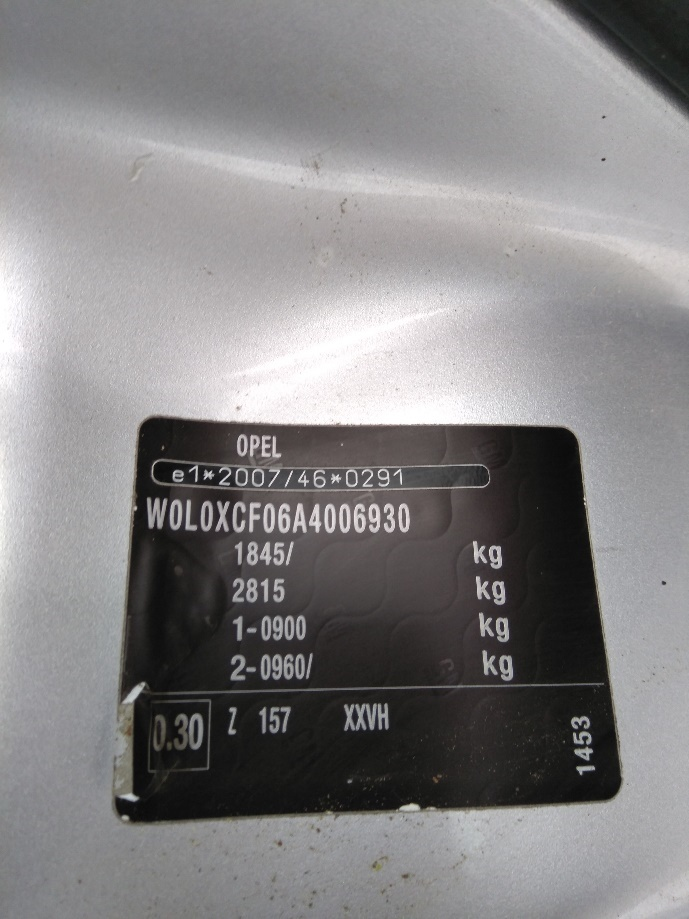 OPEL
e1*2007/46*0291
W0L0XCF06A4006930
1845/ kg
2815 kg
1-0900 kg
2-0960/ kg
0.30 Z 157 XXVH
1453